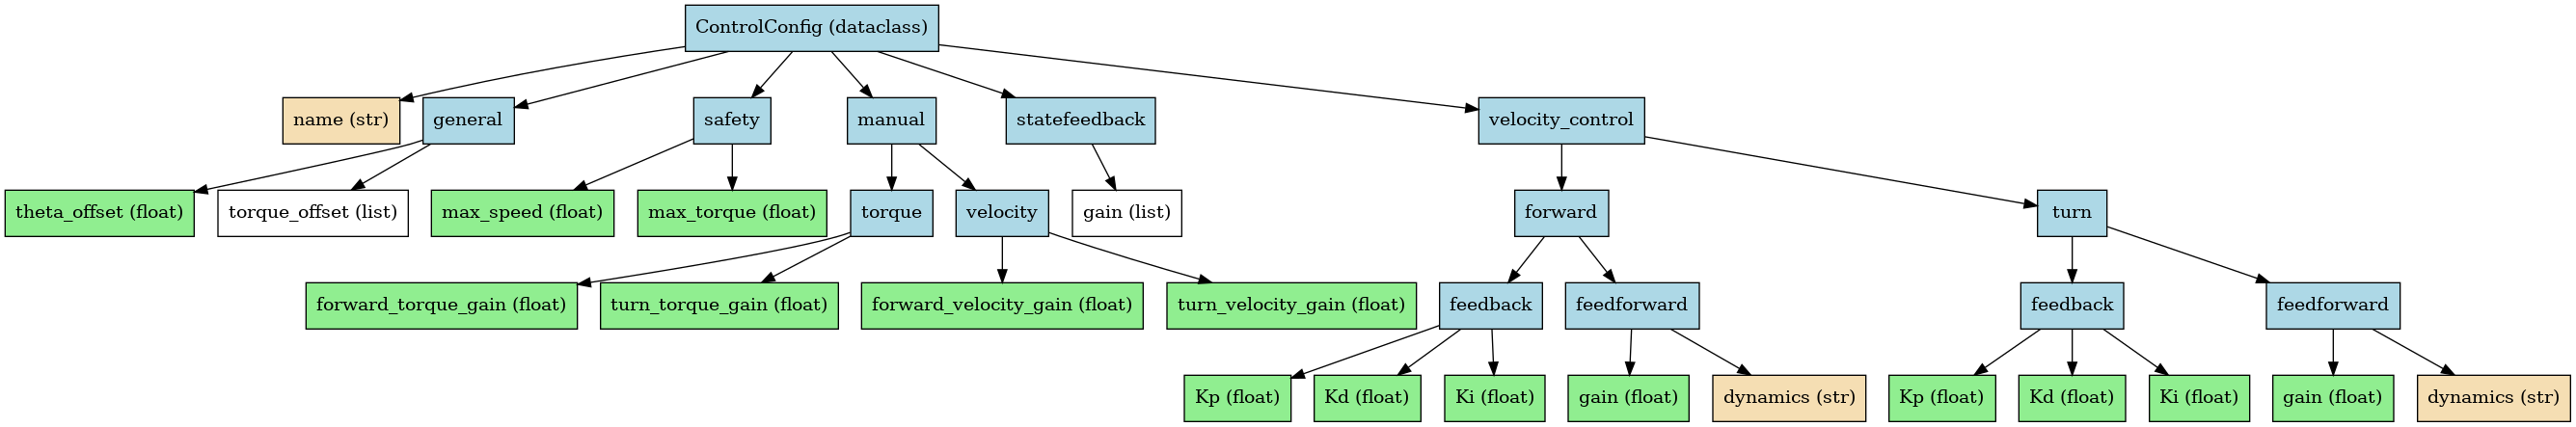 ControlConfig (dataclass)
name (str)
general
safety
manual
statefeedback
velocity_control
theta_offset (float)
torque_offset (list)
max_speed (float)
max_torque (float)
torque
velocity
gain (list)
forward
turn
forward_torque_gain (float)
turn_torque_gain (float)
forward_velocity_gain (float)
turn_velocity_gain (float)
feedback
feedforward
feedback
feedforward
Kp (float)
Kd (float)
Ki (float)
gain (float)
dynamics (str)
Kp (float)
Kd (float)
Ki (float)
gain (float)
dynamics (str)